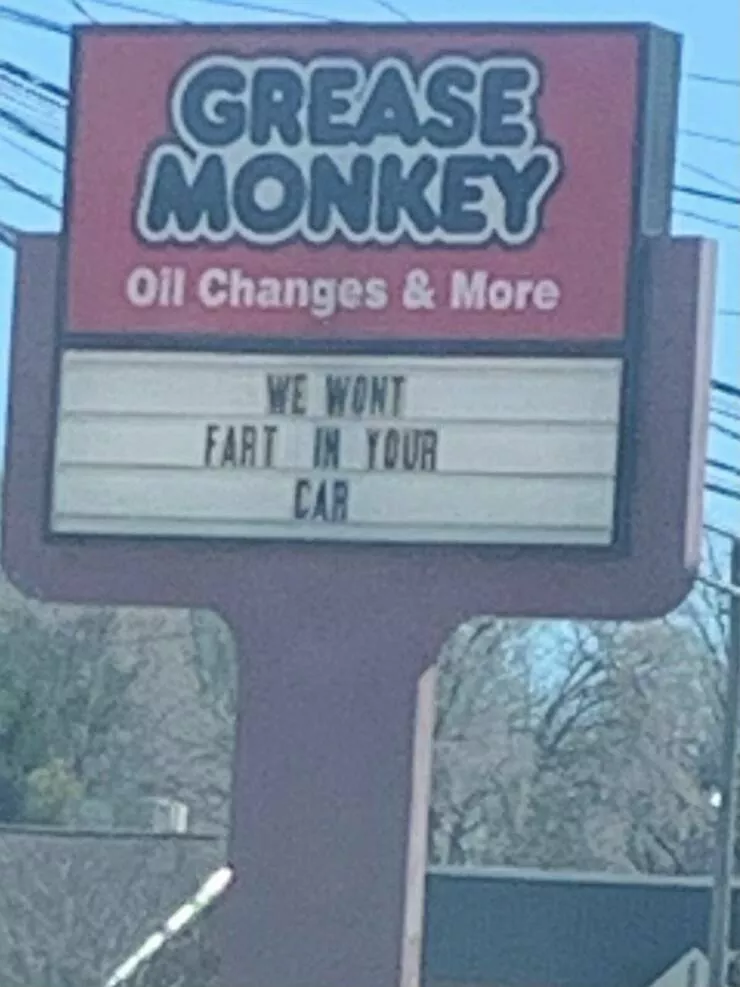 GREASE
MONKEY
Oil Changes & More
WE WONT
FART IN YOUR
CAR